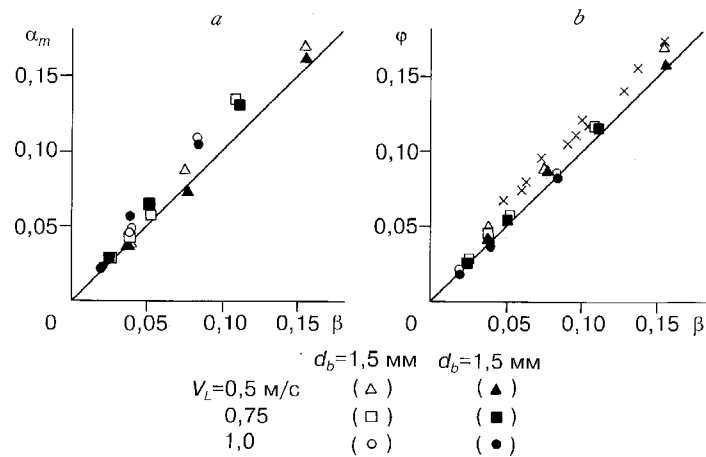 a b
α_m φ
0,15 0,15
0,10 0,10
0,05 0,05
0 0,05 0,10 0,15 β 0 0,05 0,10 0,15 β
d_b=1,5 мм d_b=1,5 мм
V_L=0,5 м/с (△) (▲)
0,75 (□) (■)
1,0 (○) (●)